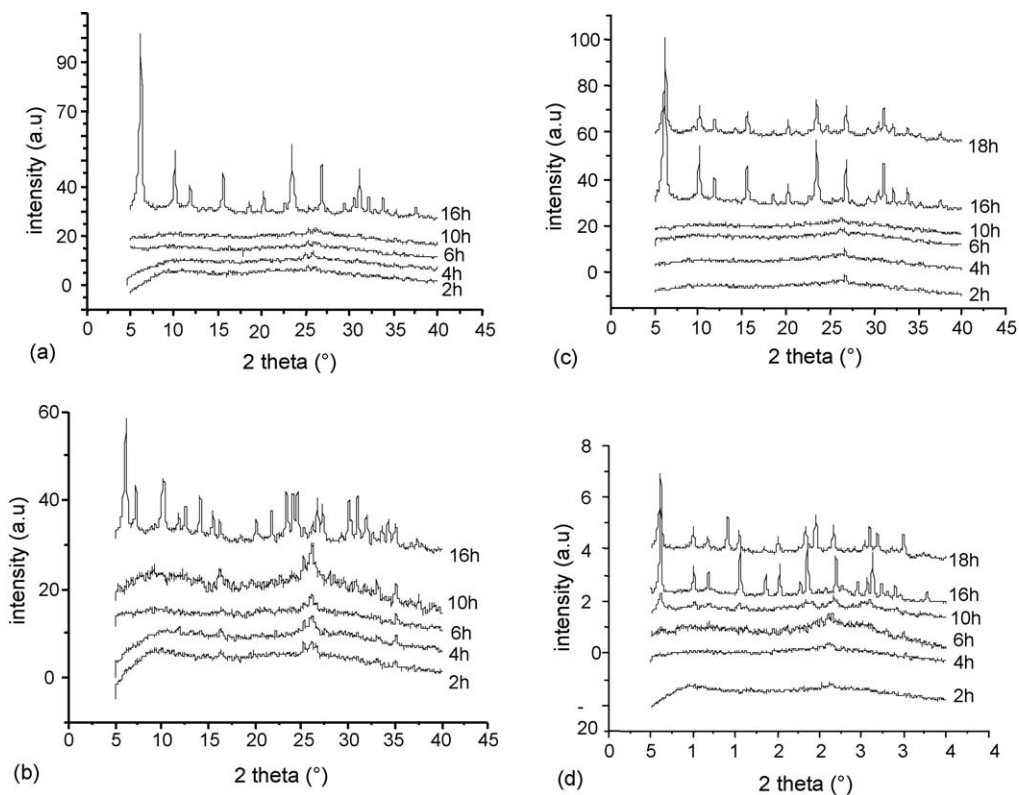 intensity (a.u)
90
70
40
20
0
16h
10h
6h
4h
2h
0 5 10 15 20 25 30 35 40 45
2 theta (°)
(a)
intensity (a.u)
100
80
60
40
20
0
18h
16h
10h
6h
4h
2h
0 5 10 15 20 25 30 35 40 45
2 theta (°)
(c)
intensity (a.u)
60
40
20
0
16h
10h
6h
4h
2h
0 5 10 15 20 25 30 35 40 45
2 theta (°)
(b)
intensity (a.u)
8
6
4
2
0
-
20
18h
16h
10h
6h
4h
2h
0 5 1 1 2 2 3 3 4 4
2 theta (°)
(d)